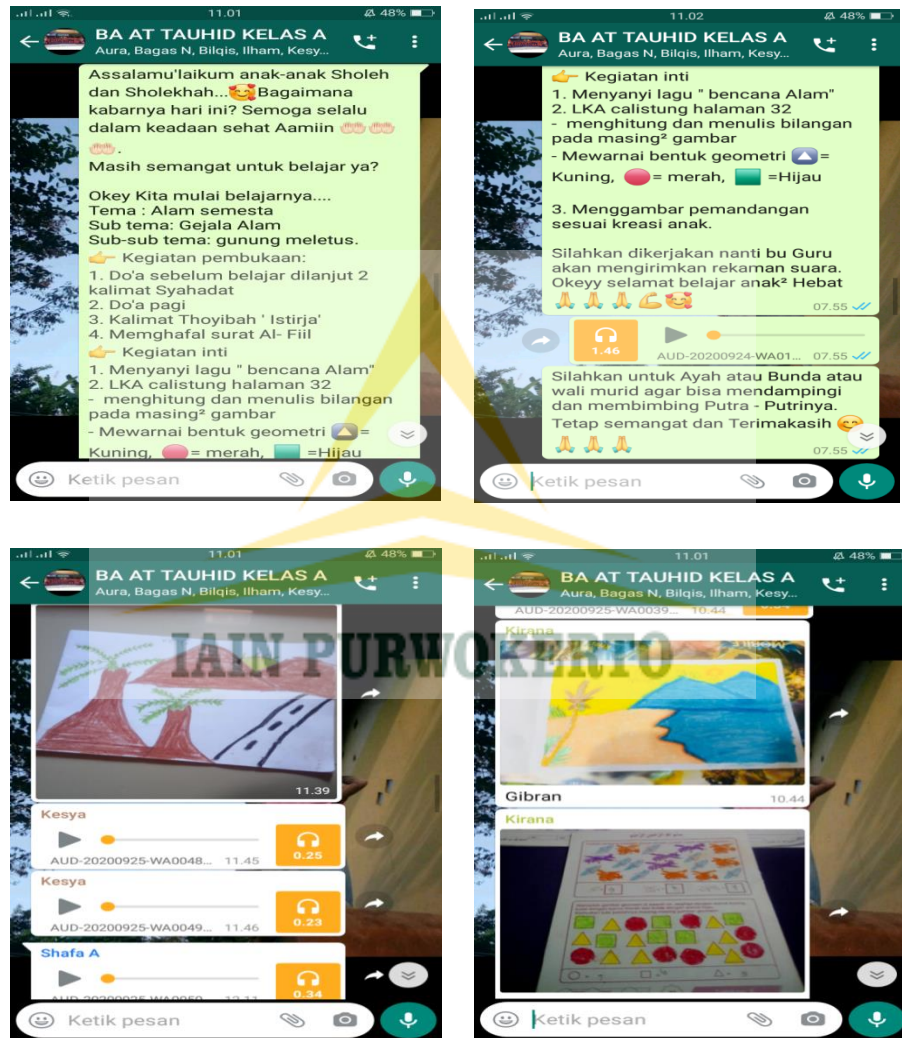 11.01
48%
BA AT TAUHID KELAS A
Aura, Bagas N, Bilqis, Ilham, Kesy...
Assalamu'laikum anak-anak Sholeh
dan Sholekhah...🥰Bagaimana
kabarnya hari ini? Semoga selalu
dalam keadaan sehat Aamiin 🤲🤲
🤲.
Masih semangat untuk belajar ya?
Okey Kita mulai belajarnya....
Tema : Alam semesta
Sub tema: Gejala Alam
Sub-sub tema: gunung meletus.
👉 Kegiatan pembukaan:
1. Do'a sebelum belajar dilanjut 2
kalimat Syahadat
2. Do'a pagi
3. Kalimat Thoyibah ' Istirja'
4. Memghafal surat Al- Fiil
👉 Kegiatan inti
1. Menyanyi lagu " bencana Alam"
2. LKA calistung halaman 32
- menghitung dan menulis bilangan
pada masing² gambar
- Mewarnai bentuk geometri 🔼=
Kuning, 🔴= merah, 🟩=Hijau
Ketik pesan
11.02
48%
BA AT TAUHID KELAS A
Aura, Bagas N, Bilqis, Ilham, Kesy...
👉 Kegiatan inti
1. Menyanyi lagu " bencana Alam"
2. LKA calistung halaman 32
- menghitung dan menulis bilangan
pada masing² gambar
- Mewarnai bentuk geometri 🔼=
Kuning, 🔴= merah, 🟩=Hijau
3. Menggambar pemandangan
sesuai kreasi anak.
Silahkan dikerjakan nanti bu Guru
akan mengirimkan rekaman suara.
Okeyy selamat belajar anak² Hebat
🙏🙏🙏💪🥰 07.55
1.46
AUD-20200924-WA01... 07.55
Silahkan untuk Ayah atau Bunda atau
wali murid agar bisa mendampingi
dan membimbing Putra - Putrinya.
Tetap semangat dan Terimakasih 😊
🙏🙏🙏 07.55
Ketik pesan
11.01
48%
BA AT TAUHID KELAS A
Aura, Bagas N, Bilqis, Ilham, Kesy...
11.39
Kesya
0.25
AUD-20200925-WA0048... 11.45
Kesya
0.23
AUD-20200925-WA0049... 11.46
Shafa A
0.34
Ketik pesan
11.01
48%
BA AT TAUHID KELAS A
Aura, Bagas N, Bilqis, Ilham, Kesy...
AUD-20200925-WA0039... 10.44
Kirana
Gibran 10.44
Kirana
Ketik pesan
IAIN PURWOKERTO